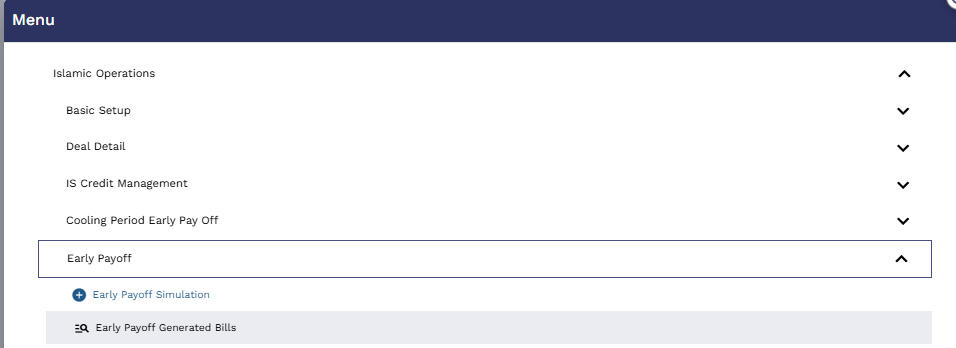 Menu
Islamic Operations
Basic Setup
Deal Detail
IS Credit Management
Cooling Period Early Pay Off
Early Payoff
Early Payoff Simulation
Early Payoff Generated Bills